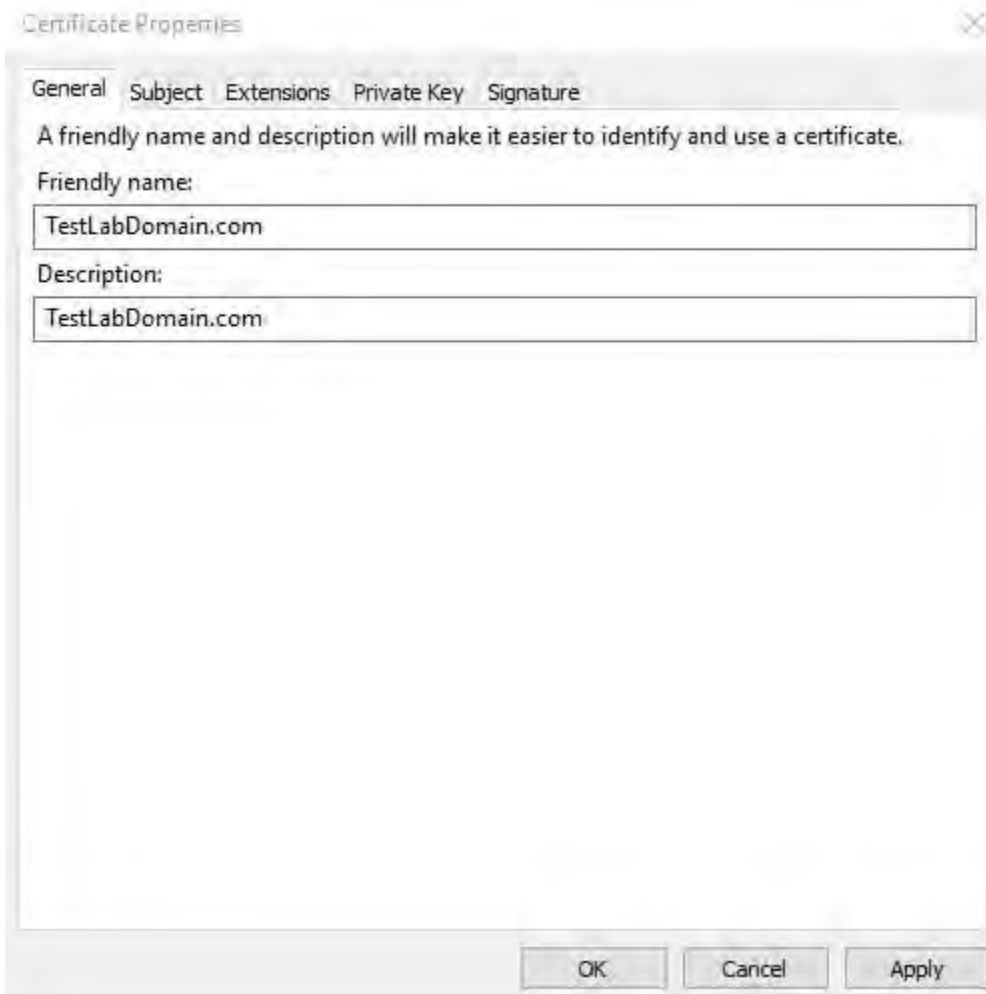 Certificate Properties
General Subject Extensions Private Key Signature
A friendly name and description will make it easier to identify and use a certificate.
Friendly name:
TestLabDomain.com
Description:
TestLabDomain.com
OK Cancel Apply